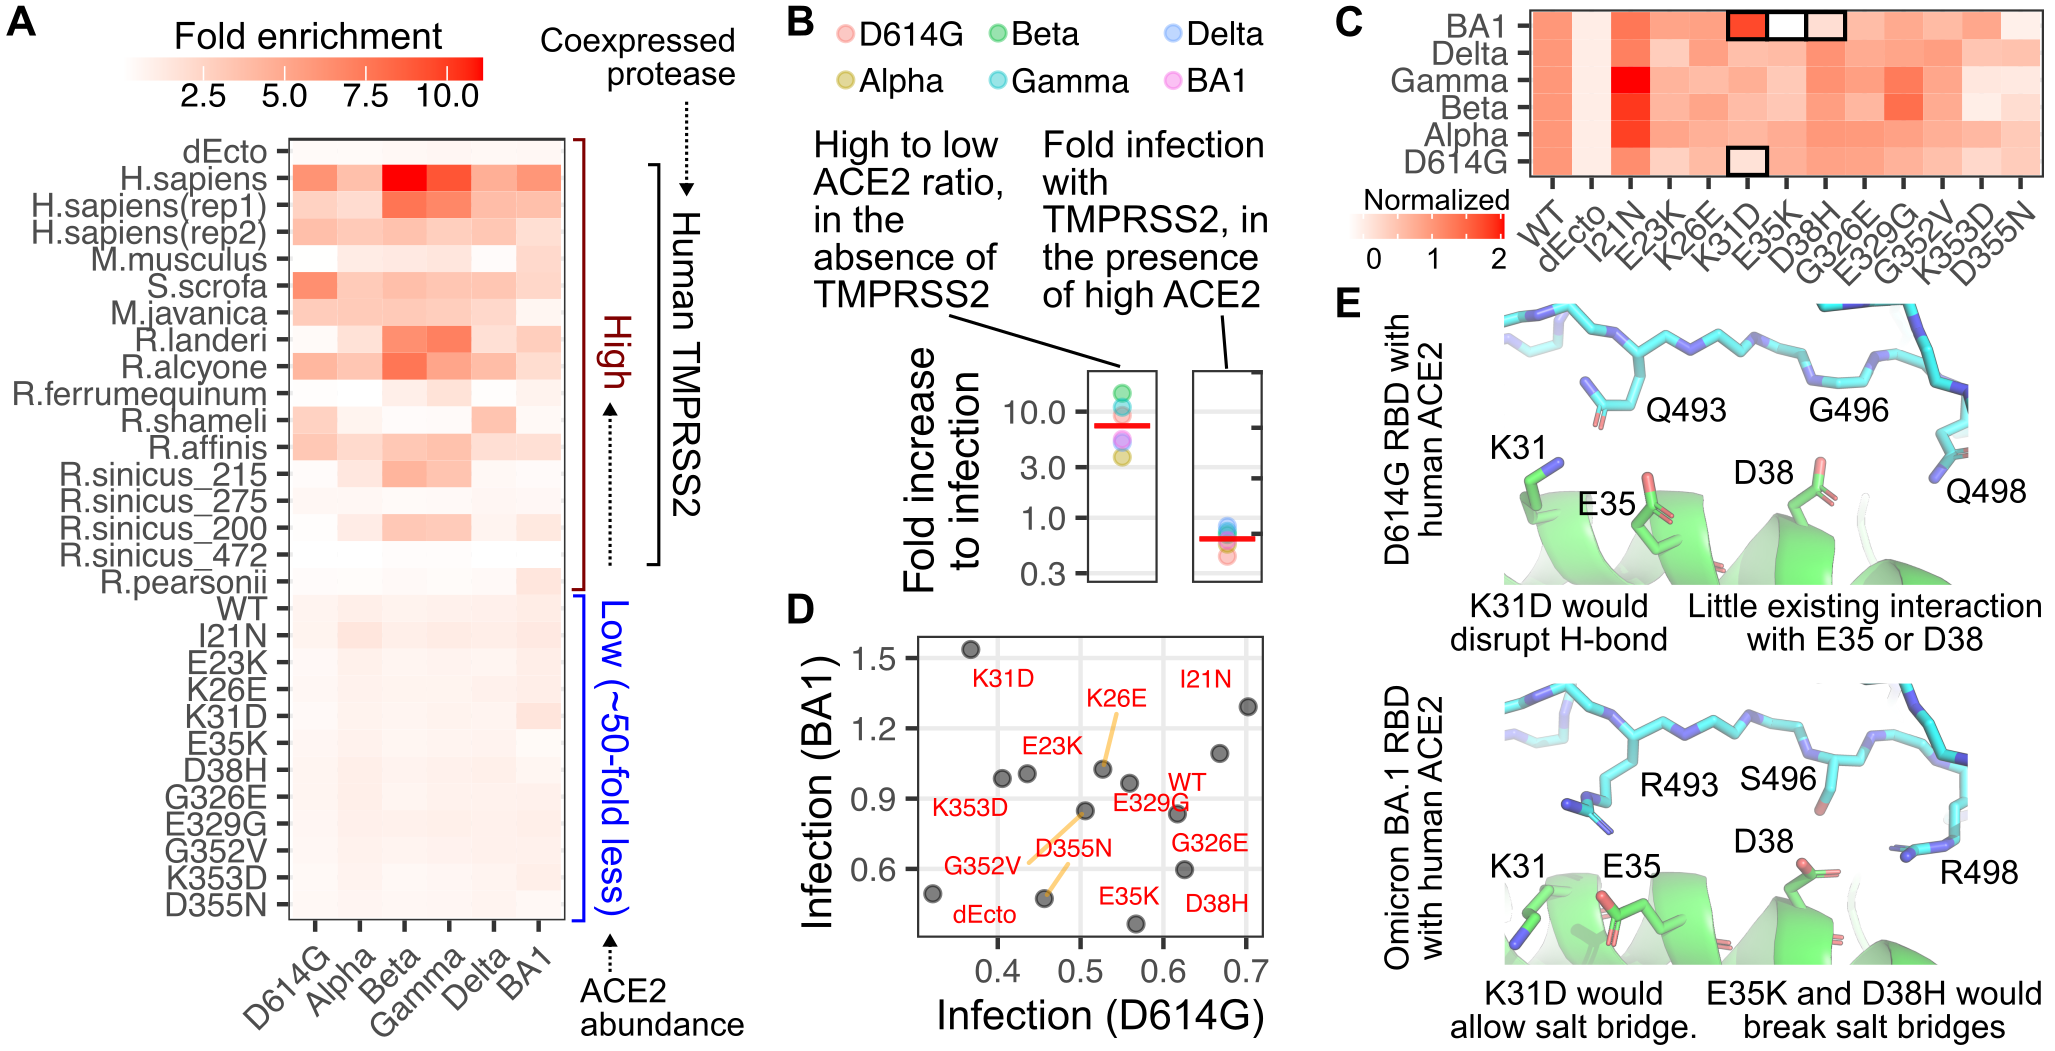 A
Fold enrichment
2.5 5.0 7.5 10.0
Coexpressed
protease
dEcto
H.sapiens
H.sapiens(rep1)
H.sapiens(rep2)
M.musculus
S.scrofa
M.javanica
R.landeri
R.alcyone
R.ferrumequinum
R.shameli
R.affinis
R.sinicus_215
R.sinicus_275
R.sinicus_200
R.sinicus_472
R.pearsonii
WT
I21N
E23K
K26E
K31D
E35K
D38H
G326E
E329G
G352V
K353D
D355N
D614G
Alpha
Beta
Gamma
Delta
BA1
High
Human TMPRSS2
Low (~50-fold less)
ACE2
abundance
B
D614G Beta Delta
Alpha Gamma BA1
High to low
ACE2 ratio,
in the
absence of
TMPRSS2
Fold infection
with
TMPRSS2, in
the presence
of high ACE2
Fold increase
to infection
10.0
3.0
1.0
0.3
C
BA1
Delta
Gamma
Beta
Alpha
D614G
Normalized
0 1 2
WT
dEcto
I21N
E23K
K26E
K31D
E35K
D38H
G326E
E329G
G352V
K353D
D355N
D
Infection (BA1)
1.5
1.2
0.9
0.6
K31D
I21N
K26E
E23K
WT
K353D
E329G
G326E
D355N
G352V
E35K
D38H
dEcto
0.4 0.5 0.6 0.7
Infection (D614G)
E
D614G RBD with
human ACE2
Q493
G496
K31
E35
D38
Q498
K31D would
disrupt H-bond
Little existing interaction
with E35 or D38
Omicron BA.1 RBD
with human ACE2
R493
S496
K31
E35
D38
R498
K31D would
allow salt bridge.
E35K and D38H would
break salt bridges